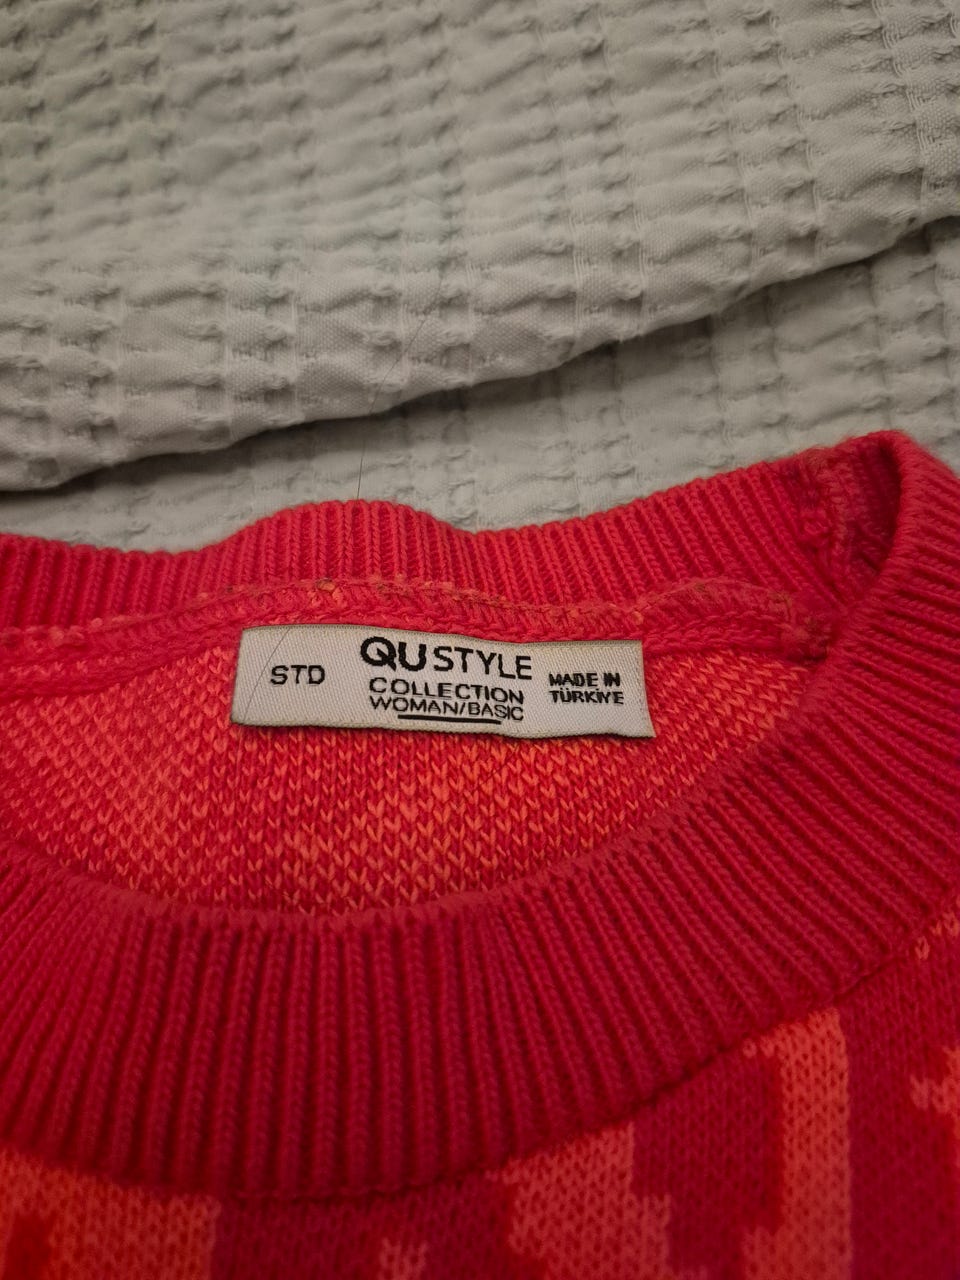 STD
QUSTYLE
COLLECTION
WOMAN/BASIC
MADE IN
TÜRKİYE